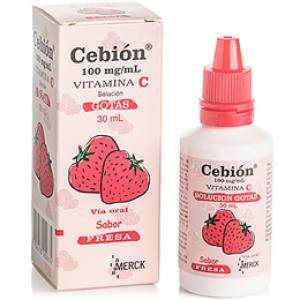 Cebión®
100 mg/mL
VITAMINA C
Solución
GOTAS
30 mL
Vía oral
Sabor
FRESA
MERCK
Cebión®
100 mg/mL
VITAMINA C
SOLUCION GOTAS
30 mL
Sabor
FRESA